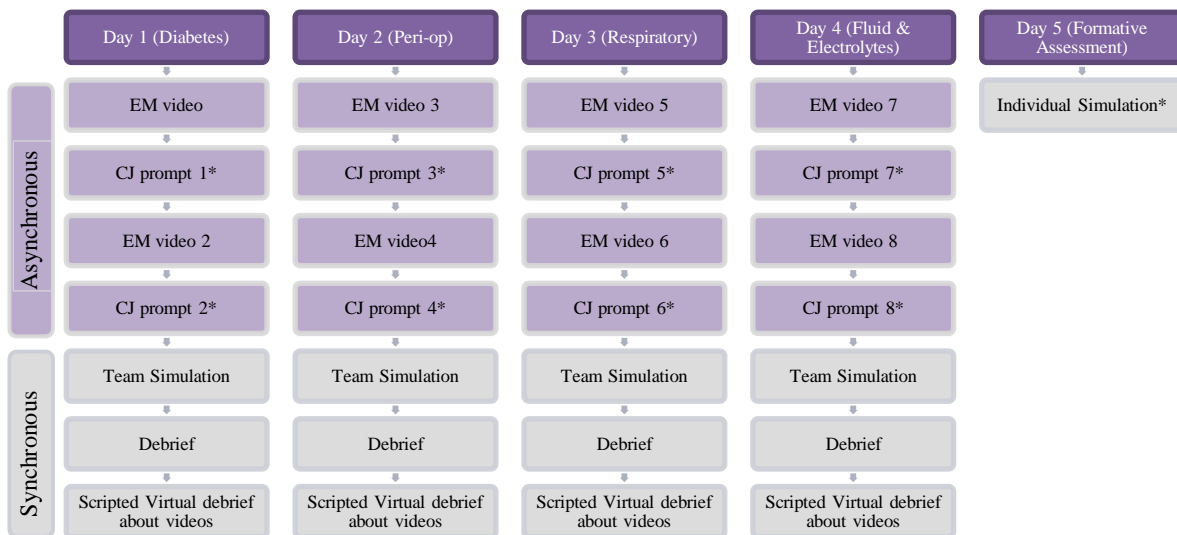 Day 1 (Diabetes)
Day 2 (Peri-op)
Day 3 (Respiratory)
Day 4 (Fluid &
Electrolytes)
Day 5 (Formative
Assessment)
Asynchronous
EM video
EM video 3
EM video 5
EM video 7
Individual Simulation*
CJ prompt 1*
CJ prompt 3*
CJ prompt 5*
CJ prompt 7*
EM video 2
EM video4
EM video 6
EM video 8
CJ prompt 2*
CJ prompt 4*
CJ prompt 6*
CJ prompt 8*
Synchronous
Team Simulation
Team Simulation
Team Simulation
Team Simulation
Debrief
Debrief
Debrief
Debrief
Scripted Virtual debrief
about videos
Scripted Virtual debrief
about videos
Scripted Virtual debrief
about videos
Scripted Virtual debrief
about videos